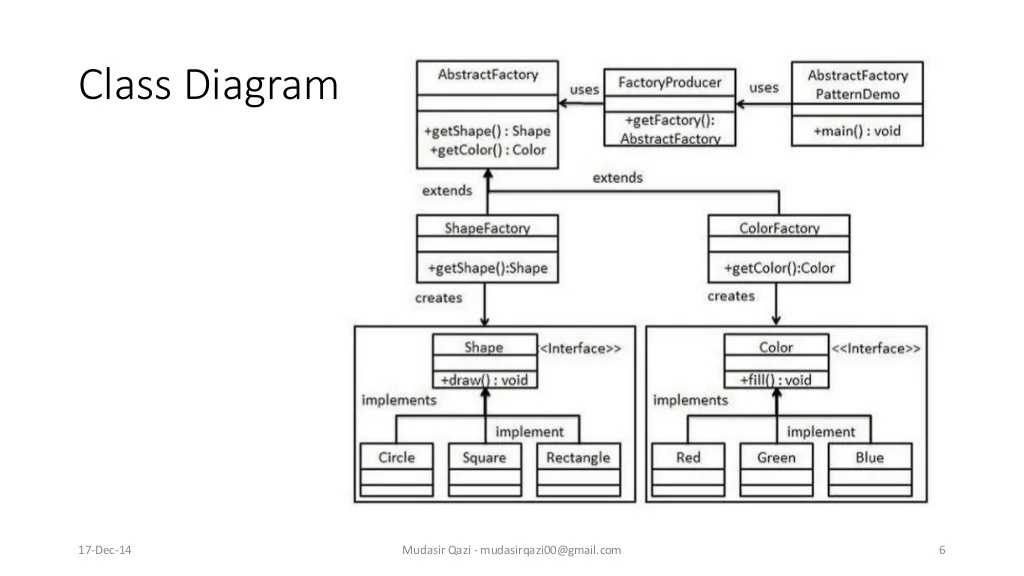 Class Diagram
AbstractFactory
+getShape() : Shape
+getColor() : Color
uses
FactoryProducer
+getFactory():
AbstractFactory
uses
AbstractFactory
PatternDemo
+main() : void
extends
extends
ShapeFactory
+getShape():Shape
creates
ColorFactory
+getColor():Color
creates
Shape
<Interface>>
+draw() : void
implements
implement
Circle
Square
Rectangle
Color
<<Interface>>
+fill() : void
implements
implement
Red
Green
Blue
17-Dec-14
Mudasir Qazi - mudasirqazi00@gmail.com
6